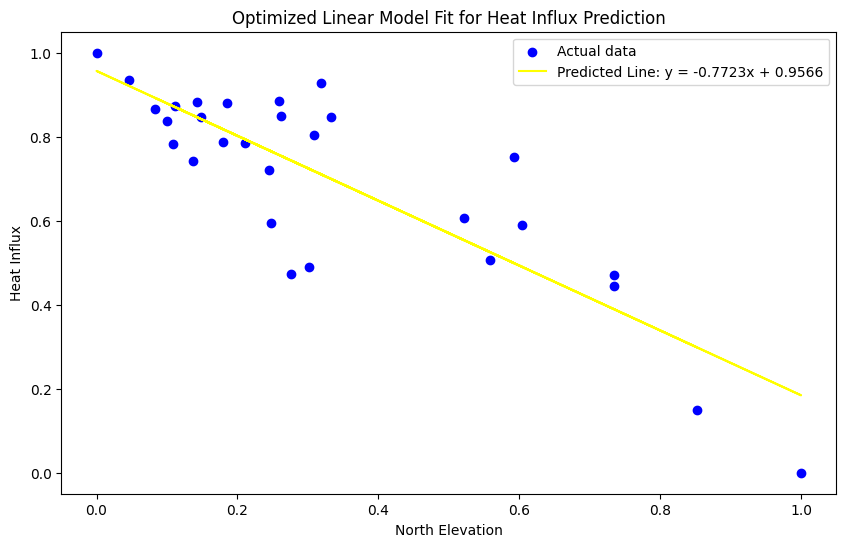 Optimized Linear Model Fit for Heat Influx Prediction
Actual data
Predicted Line: y = -0.7723x + 0.9566
1.0
0.8
0.6
0.4
0.2
0.0
Heat Influx
0.0 0.2 0.4 0.6 0.8 1.0
North Elevation